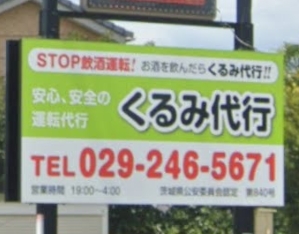 STOP飲酒運転! お酒を飲んだらくるみ代行!!
安心、安全の
運転代行
くるみ代行
TEL 029-246-5671
営業時間 19:00~4:00 茨城県公安委員会認定 第840号